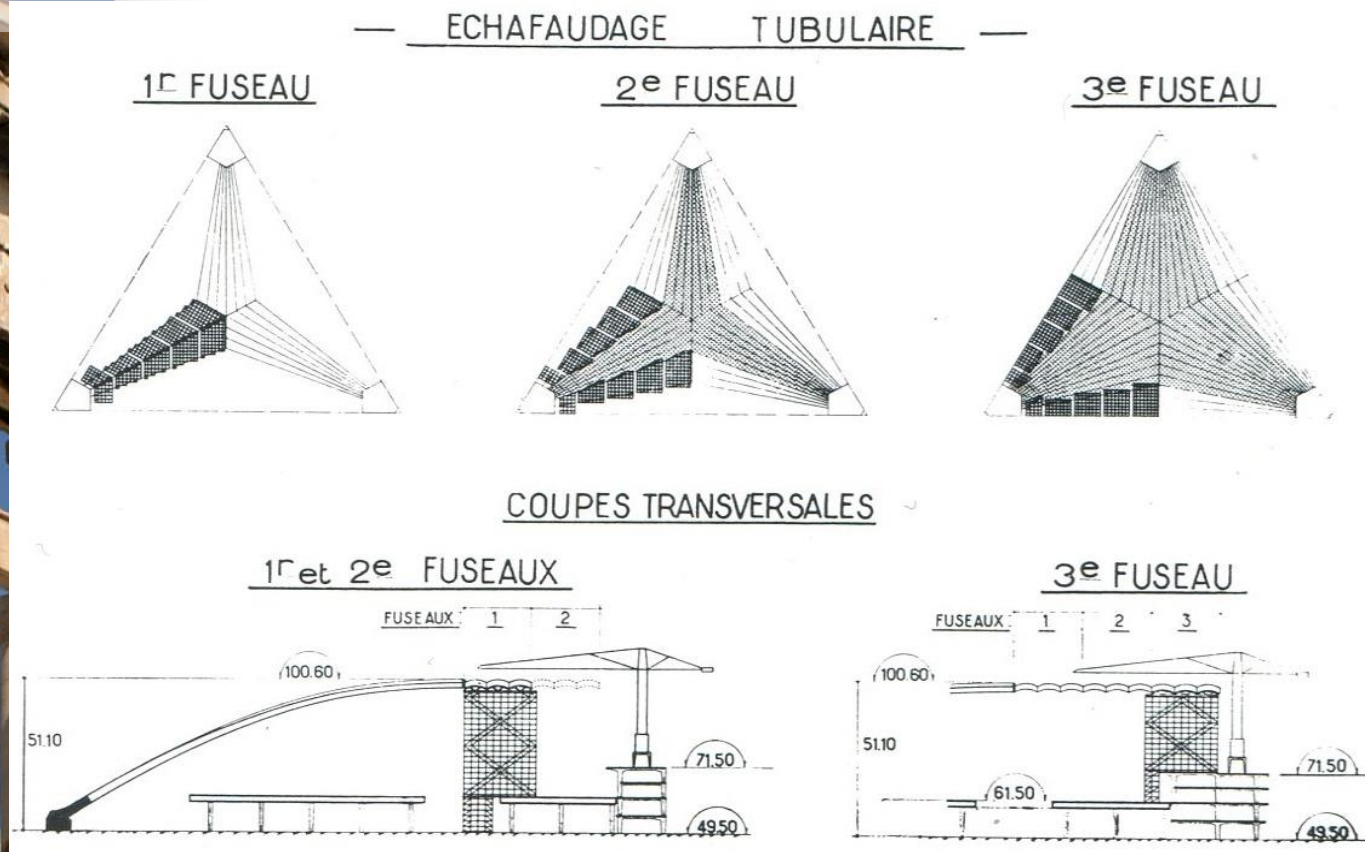 — ECHAFAUDAGE TUBULAIRE —
1r FUSEAU
2e FUSEAU
3e FUSEAU
COUPES TRANSVERSALES
1r et 2e FUSEAUX
FUSEAUX : 1 2
100.60
51.10
71.50
49.50
3e FUSEAU
FUSEAUX : 1 2 3
100.60
51.10
71.50
61.50
49.50